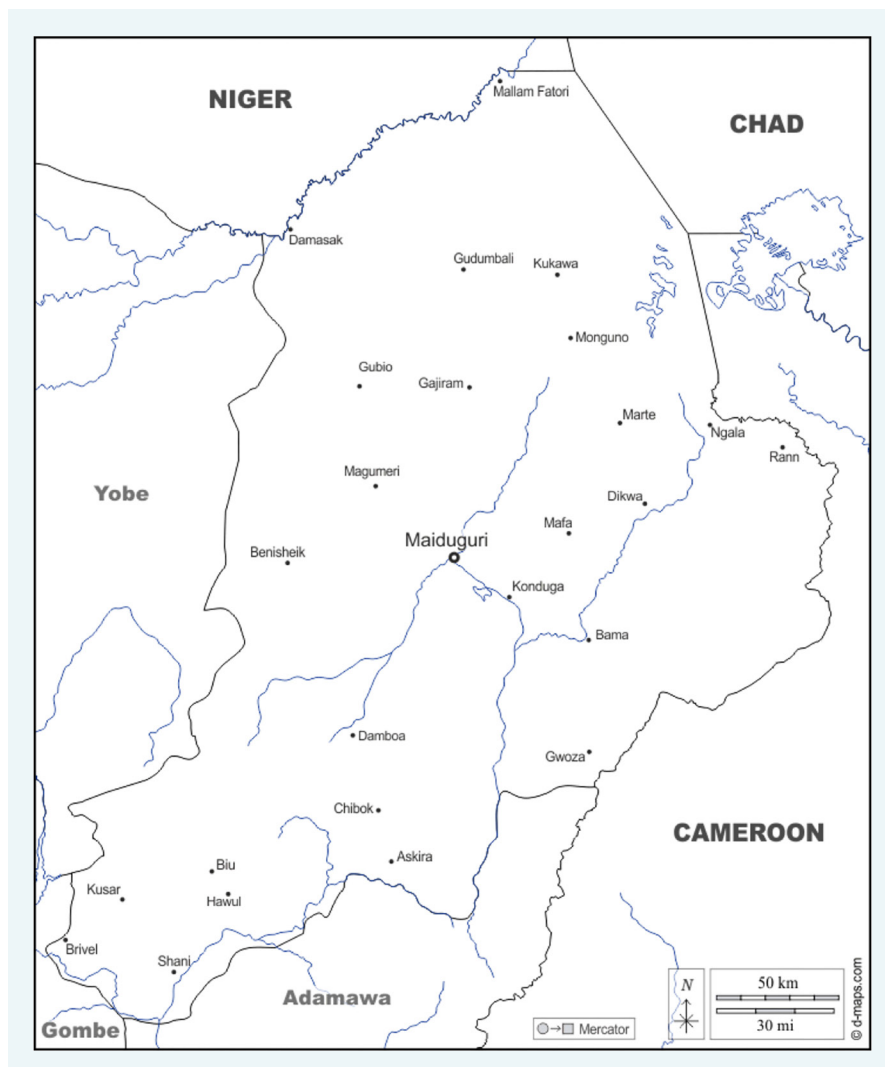 Mallam Fatori
NIGER
CHAD
Damasak
Gudumbali
Kukawa
Monguno
Gubio
Gajiram
Marte
Ngala
Rann
Magumeri
Yobe
Dikwa
Mafa
Maiduguri
Benisheik
Konduga
Bama
Damboa
Gwoza
Chibok
CAMEROON
Askira
Biu
Kusar
Hawul
Brivel
Shani
Adamawa
Gombe
Mercator
N
50 km
30 mi
© d-maps.com